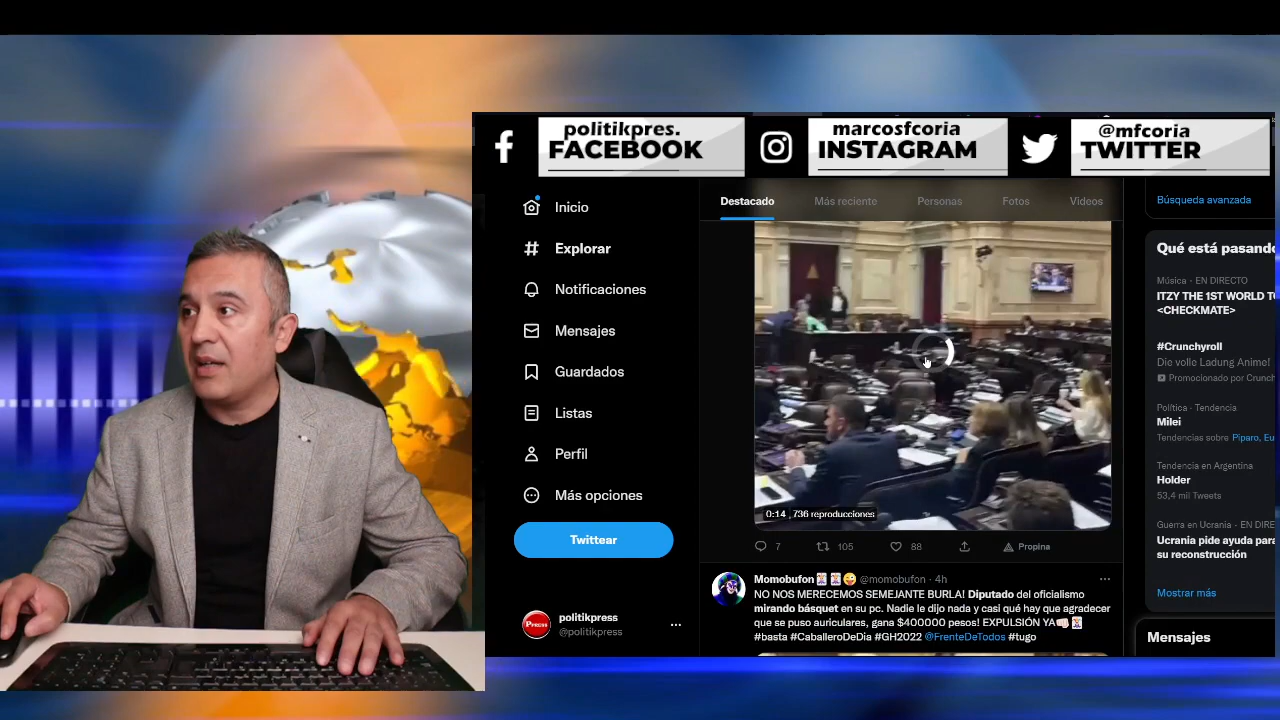 politikpres.
FACEBOOK
marcosfcoria
INSTAGRAM
@mfcoria
TWITTER
Inicio
Explorar
Notificaciones
Mensajes
Guardados
Listas
Perfil
Más opciones
Twittear
PPRESS
politikpress
@politikpress
Destacado
Más reciente
Personas
Fotos
Videos
0:14
736 reproducciones
7
105
88
Propina
Momobufon @momobufon · 4h
NO NOS MERECEMOS SEMEJANTE BURLA! Diputado del oficialismo
mirando básquet en su pc. Nadie le dijo nada y casi qué hay que agradecer
que se puso auriculares, gana $400000 pesos! EXPULSIÓN YA
#basta #CaballeroDeDia #GH2022 @FrenteDeTodos #tugo
Búsqueda avanzada
Qué está pasando
Música · EN DIRECTO
ITZY THE 1ST WORLD TO
<CHECKMATE>
#Crunchyroll
Die volle Ladung Anime!
Promocionado por Crunch
Política · Tendencia
Milei
Tendencias sobre Piparo, Eu
Tendencia en Argentina
Holder
53,4 mil Tweets
Guerra en Ucrania · EN DIRE
Ucrania pide ayuda para
su reconstrucción
Mostrar más
Mensajes